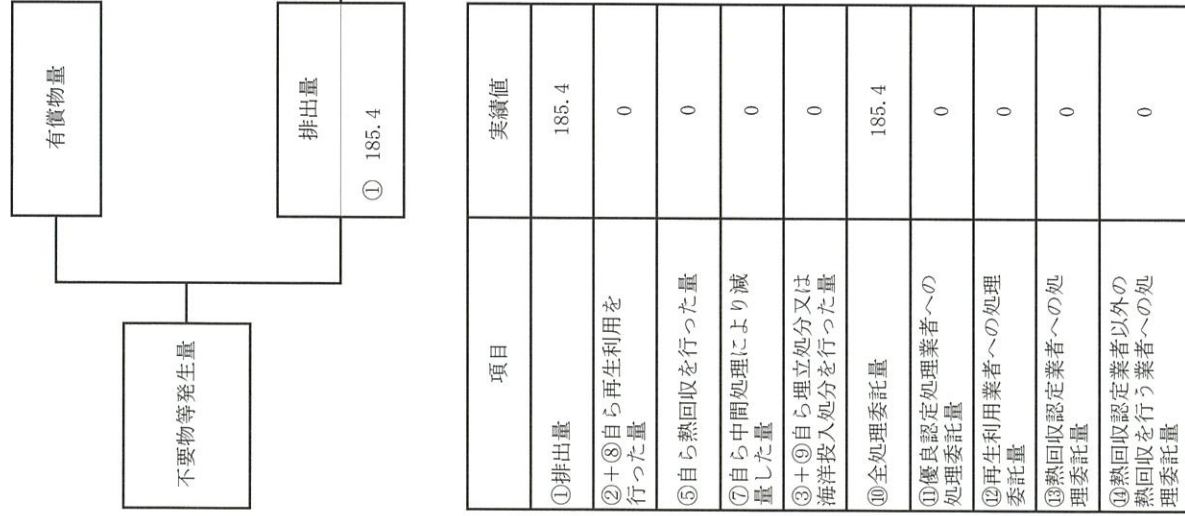 有償物量
不要物等発生量
排出量
① 185.4
項目
実績値
①排出量
185.4
②+⑧自ら再生利用を
行った量
0
⑤自ら熱回収を行った量
0
⑦自ら中間処理により減
量した量
0
③+⑨自ら埋立処分又は
海洋投入処分を行った量
0
⑩全処理委託量
185.4
⑪優良認定処理業者への
処理委託量
0
⑫再生利用業者への処理
委託量
0
⑬熱回収認定業者への処
理委託量
0
⑭熱回収認定業者以外の
熱回収を行う業者への処
理委託量
0